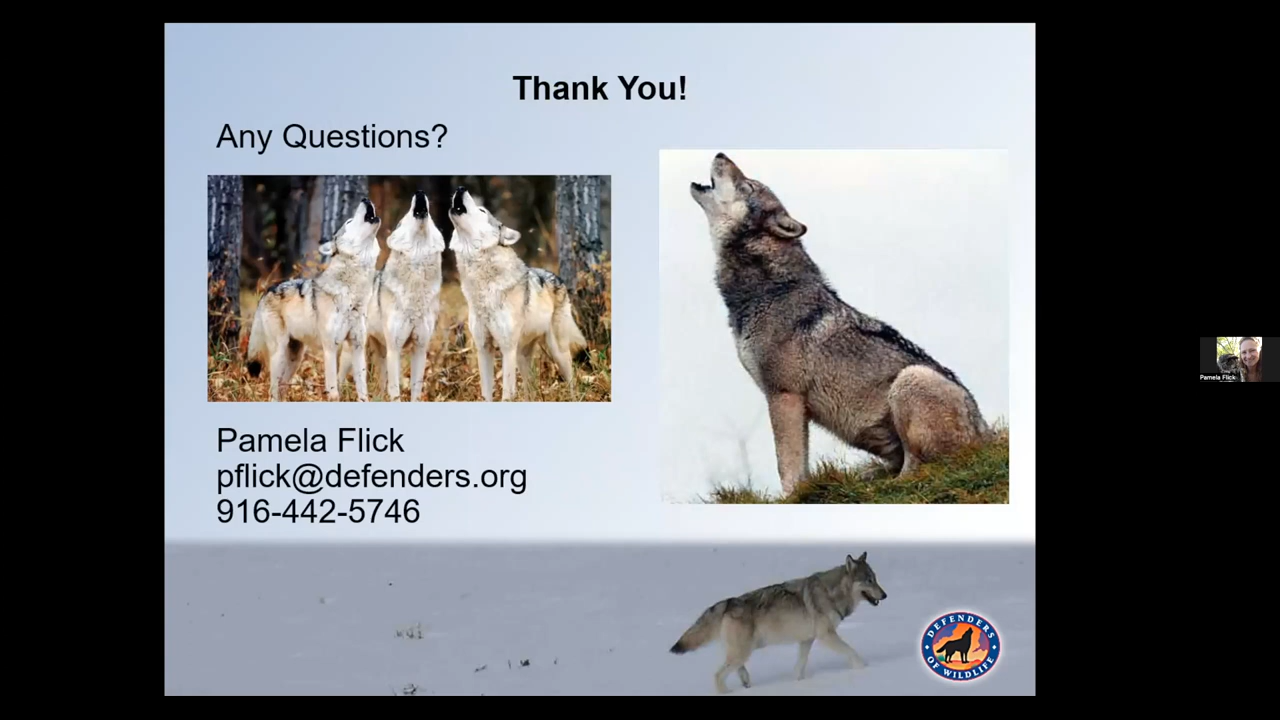 Thank You!
Any Questions?
Pamela Flick
pflick@defenders.org
916-442-5746
DEFENDERS
OF WILDLIFE
Pamela Flick